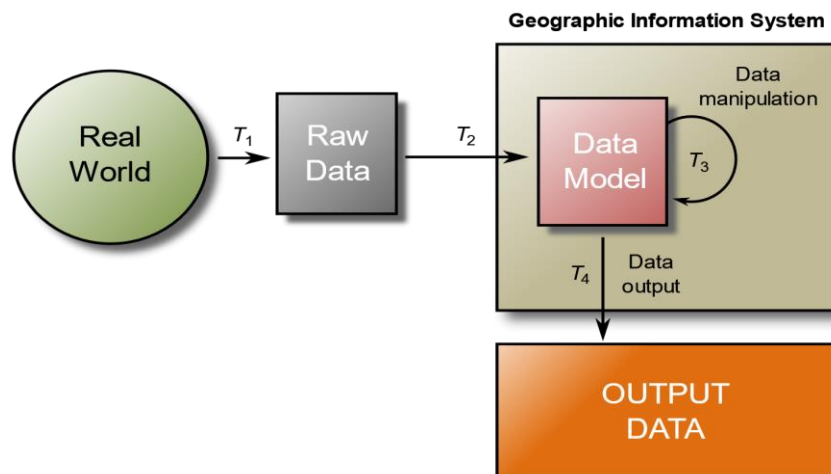 Geographic Information System
Real
World
T1
Raw
Data
T2
Data
Model
Data
manipulation
T3
T4
Data
output
OUTPUT
DATA